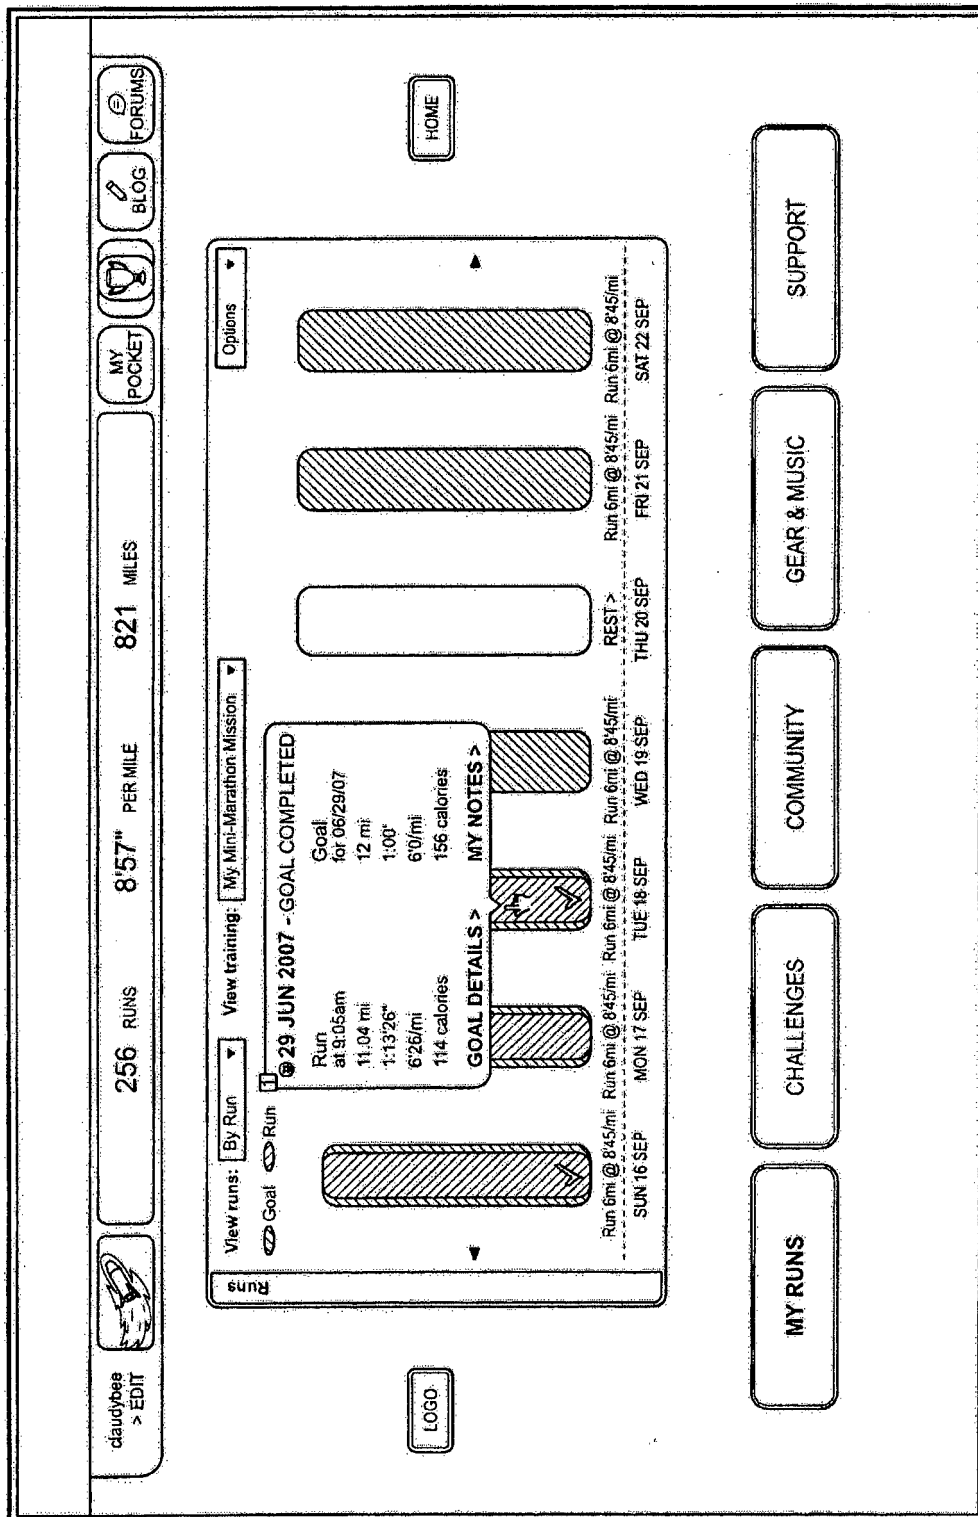 claudybee
> EDIT
256 RUNS 8'57" PER MILE 821 MILES
MY
POCKET
BLOG
FORUMS
LOGO
HOME
Runs
View runs: By Run View training: My Mini-Marathon Mission Options
Goal Run 1
29 JUN 2007 - GOAL COMPLETED
Run Goal
at 9:05am for 06/29/07
11.04 mi 12 mi
1:13'26" 1:00"
6'26/mi 6'0/mi
114 calories 156 calories
GOAL DETAILS > MY NOTES >
Run 6mi @ 8'45/mi Run 6mi @ 8'45/mi Run 6mi @ 8'45/mi Run 6mi @ 8'45/mi REST > Run 6mi @ 8'45/mi Run 6mi @ 8'45/mi
SUN 16 SEP MON 17 SEP TUE 18 SEP WED 19 SEP THU 20 SEP FRI 21 SEP SAT 22 SEP
MY RUNS CHALLENGES COMMUNITY GEAR & MUSIC SUPPORT